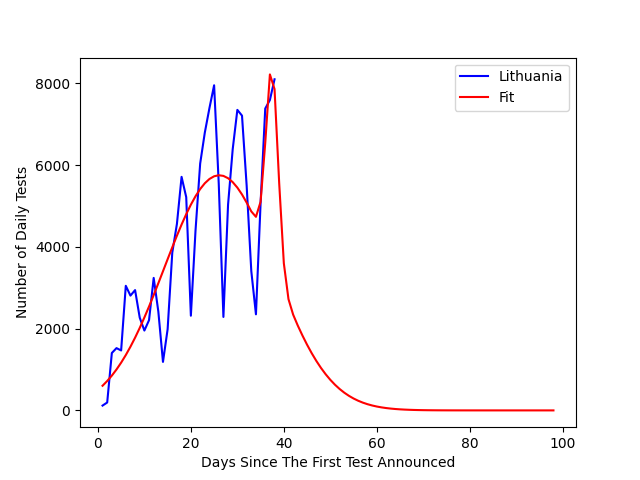 Lithuania
Fit
8000
6000
4000
2000
0
Number of Daily Tests
0 20 40 60 80 100
Days Since The First Test Announced